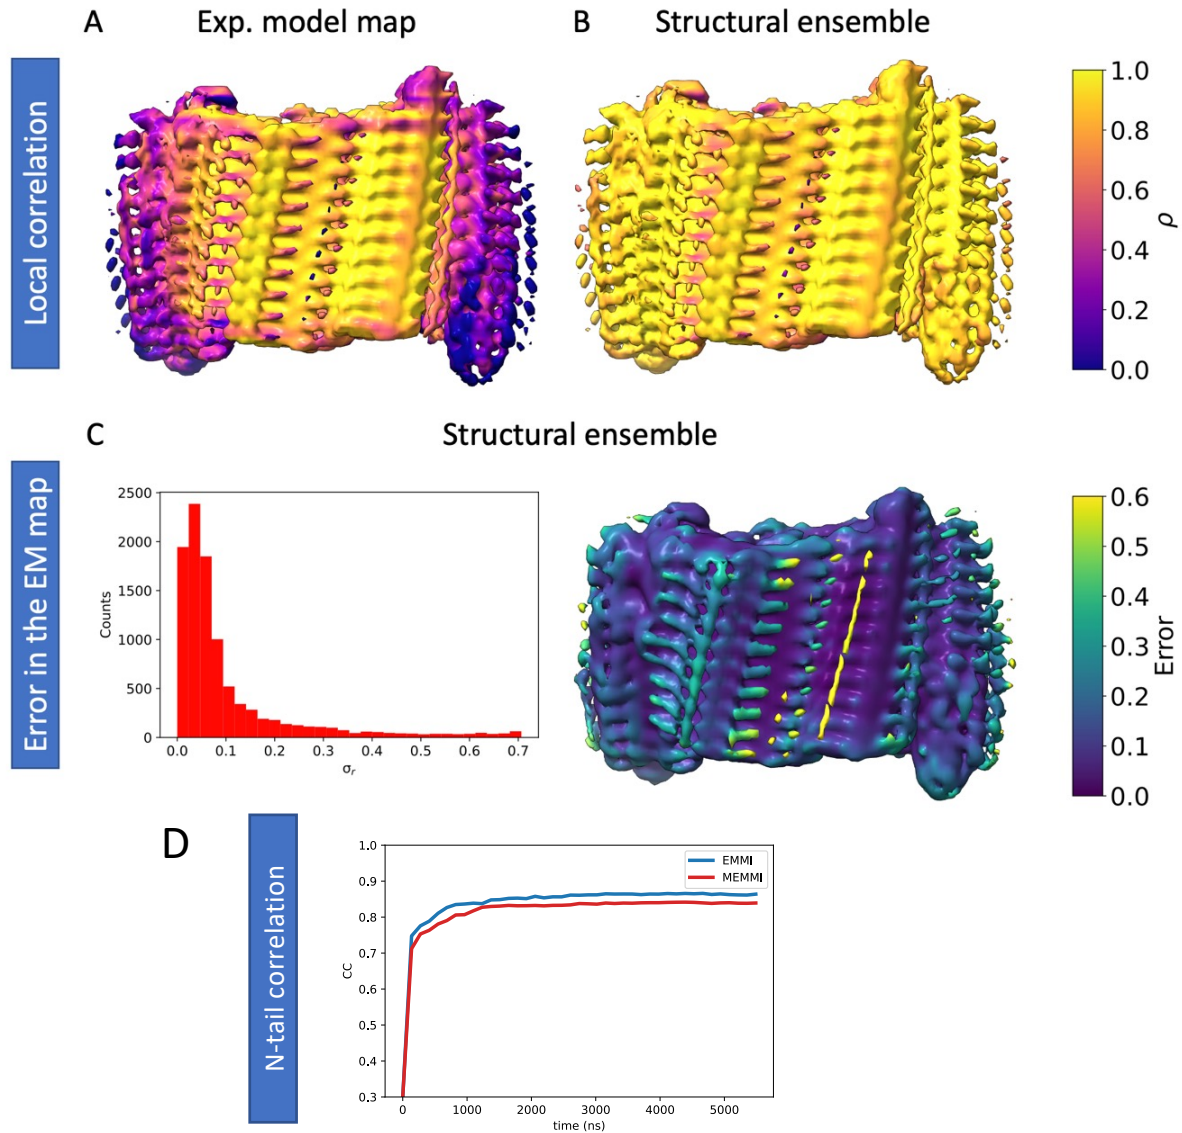 A
Exp. model map
B
Structural ensemble
Local correlation
1.0
0.8
0.6
0.4
0.2
0.0
ρ
C
Structural ensemble
Error in the EM map
2500
2000
1500
1000
500
0
Counts
0.0 0.1 0.2 0.3 0.4 0.5 0.6 0.7
σr
0.6
0.5
0.4
0.3
0.2
0.1
0.0
Error
D
N-tail correlation
1.0
0.9
0.8
0.7
0.6
0.5
0.4
0.3
CC
EMMI
MEMMI
0 1000 2000 3000 4000 5000
time (ns)